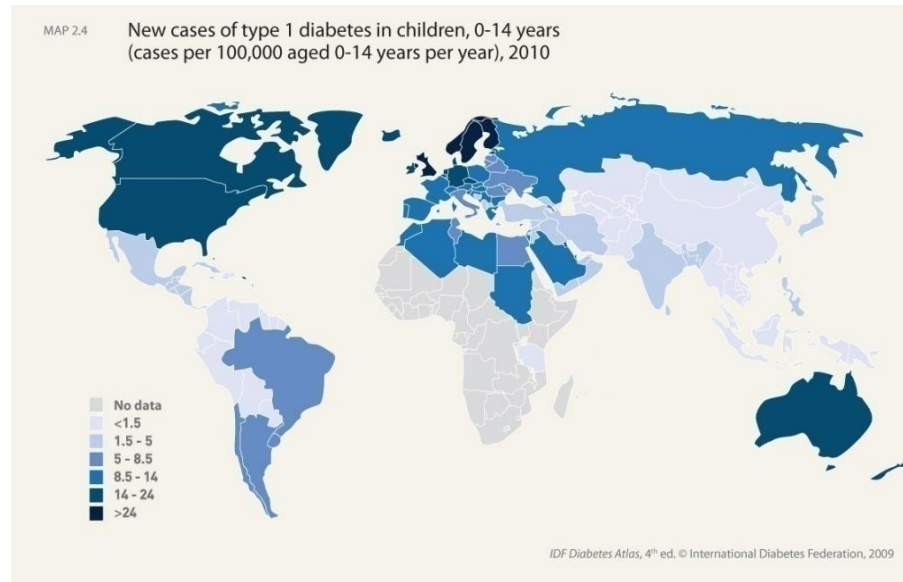 MAP 2.4
New cases of type 1 diabetes in children, 0-14 years
(cases per 100,000 aged 0-14 years per year), 2010
No data
<1.5
1.5 - 5
5 - 8.5
8.5 - 14
14 - 24
>24
IDF Diabetes Atlas, 4th ed. © International Diabetes Federation, 2009